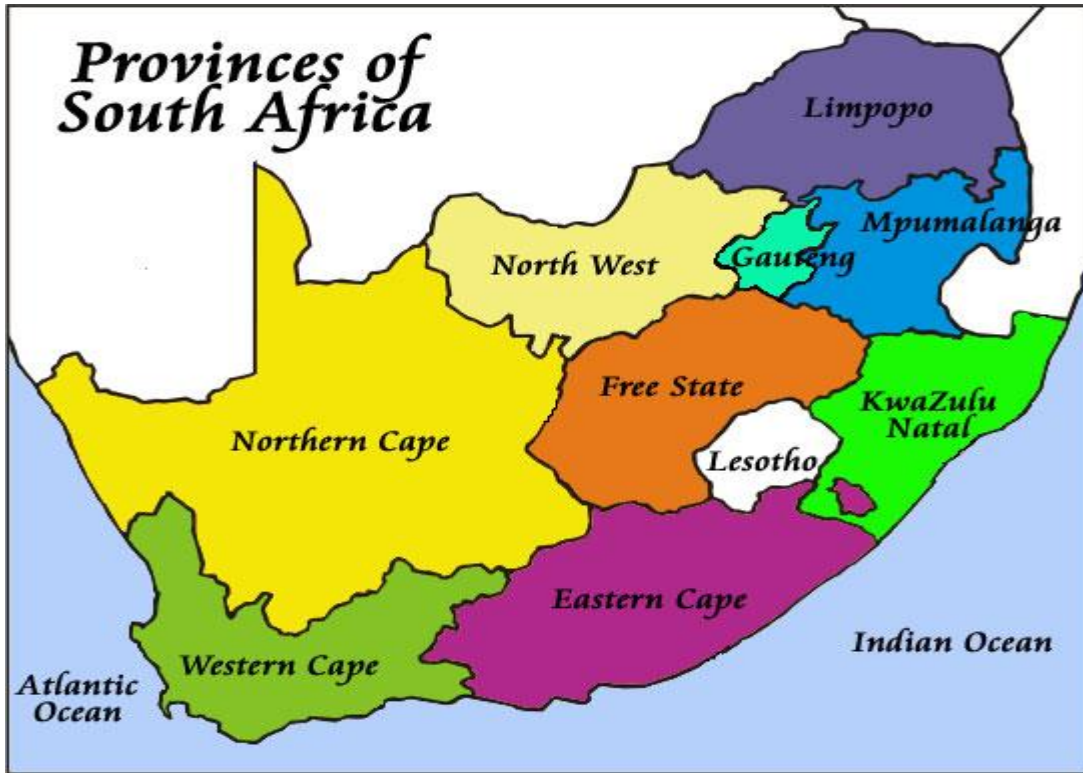 Provinces of
South Africa
Limpopo
Mpumalanga
North West
Gauteng
Free State
KwaZulu
Natal
Northern Cape
Lesotho
Eastern Cape
Western Cape
Indian Ocean
Atlantic
Ocean